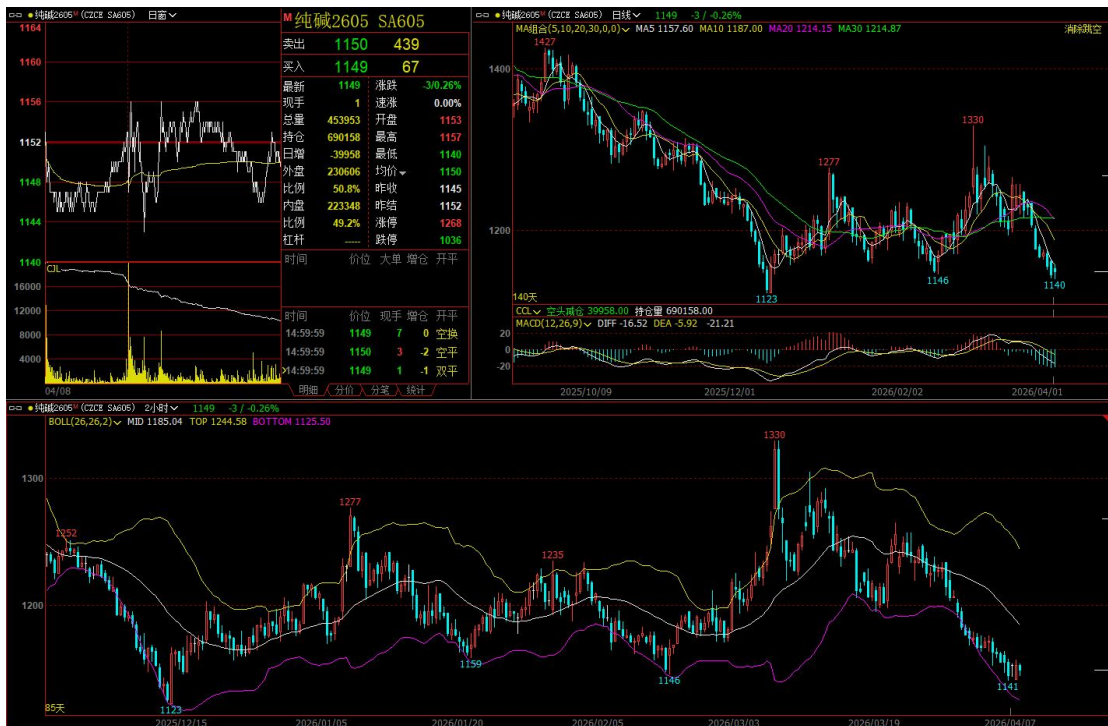 纯碱2605M (CZCE SA605) 日窗
1164
1160
1156
1152
1148
1144
1140
CJL
16000
12000
8000
4000
04/08
M 纯碱2605 SA605
卖出 1150 439
买入 1149 67
最新 1149 涨跌 -3/0.26%
现手 1 速涨 0.00%
总量 453953 开盘 1153
持仓 690158 最高 1157
日增 -39958 最低 1140
外盘 230606 均价 1150
比例 50.8% 昨收 1145
内盘 223348 昨结 1152
比例 49.2% 涨停 1268
杠杆 ----- 跌停 1036
时间 价位 大单 增仓 开平
时间 价位 现手 增仓 开平
14:59:59 1149 7 0 空换
14:59:59 1150 3 -2 空平
14:59:59 1149 1 -1 双平
明细 分价 分笔 统计
纯碱2605M (CZCE SA605) 日线 1149 -3 / -0.26%
MA组合(5,10,20,30,0,0) MA5 1157.60 MA10 1187.00 MA20 1214.15 MA30 1214.87 消除跳空
1427
1400
1330
1277
1200
1146
1140
1123
140天
CCL 空头减仓 39958.00 持仓量 690158.00
MACD(12,26,9) DIFF -16.52 DEA -5.92 -21.21
20
0
-20
2025/10/09 2025/12/01 2026/02/02 2026/04/01
纯碱2605M (CZCE SA605) 2小时 1149 -3 / -0.26%
BOLL(26,26,2) MID 1185.04 TOP 1244.58 BOTTOM 1125.50
1330
1300
1277
1252
1235
1200
1159
1146
1141
1123
85天
2025/12/15 2026/01/05 2026/01/20 2026/02/05 2026/03/03 2026/03/19 2026/04/07